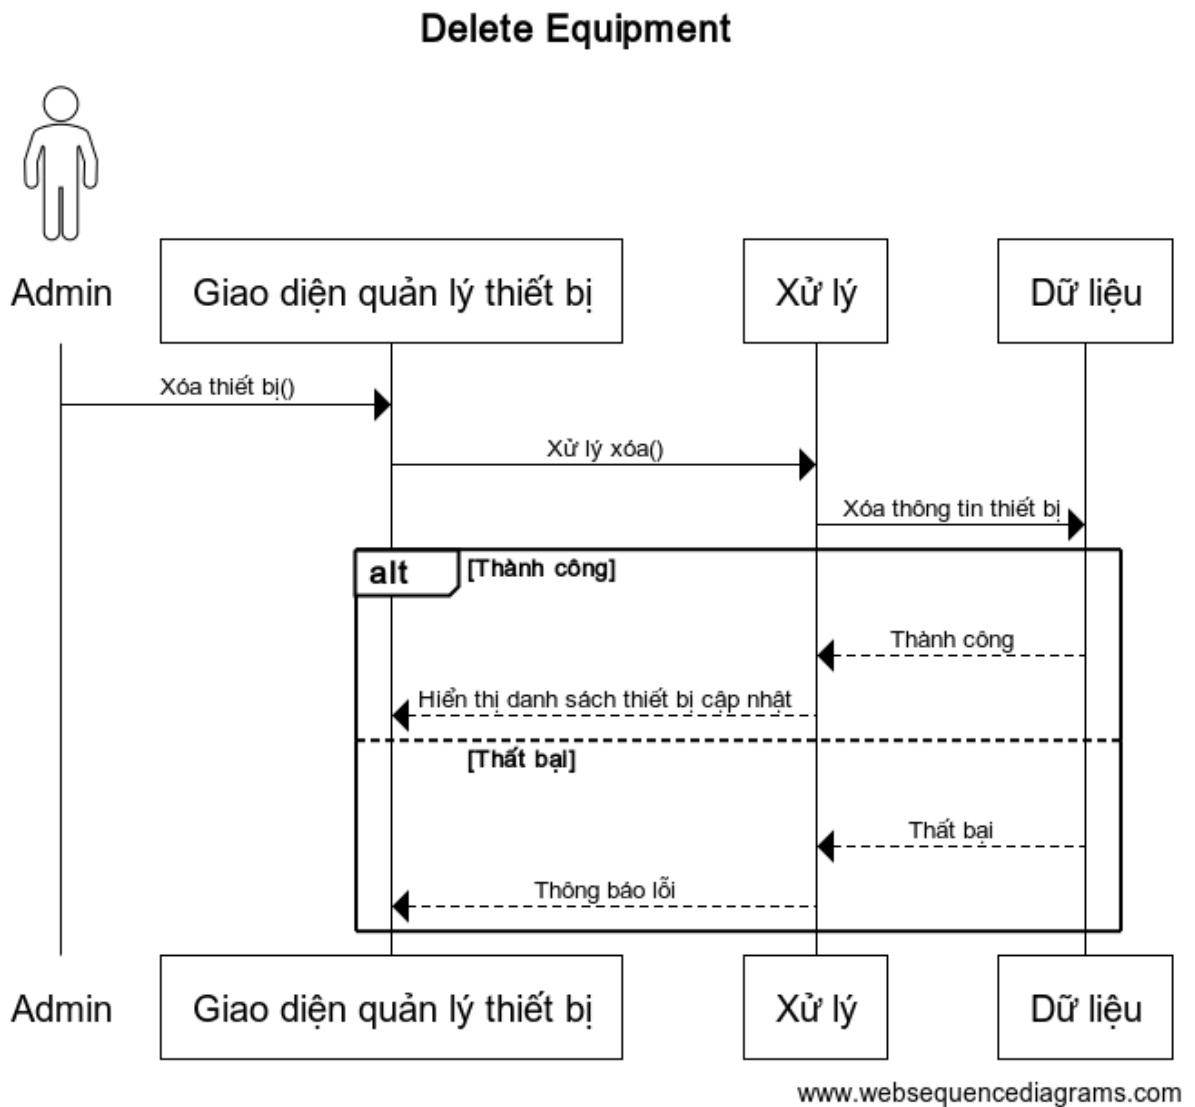 Delete Equipment
Admin
Giao diện quản lý thiết bị
Xử lý
Dữ liệu
Xóa thiết bị()
Xử lý xóa()
Xóa thông tin thiết bị
alt
[Thành công]
Thành công
Hiển thị danh sách thiết bị cập nhật
[Thất bại]
Thất bại
Thông báo lỗi
Admin
Giao diện quản lý thiết bị
Xử lý
Dữ liệu
www.websequencediagrams.com